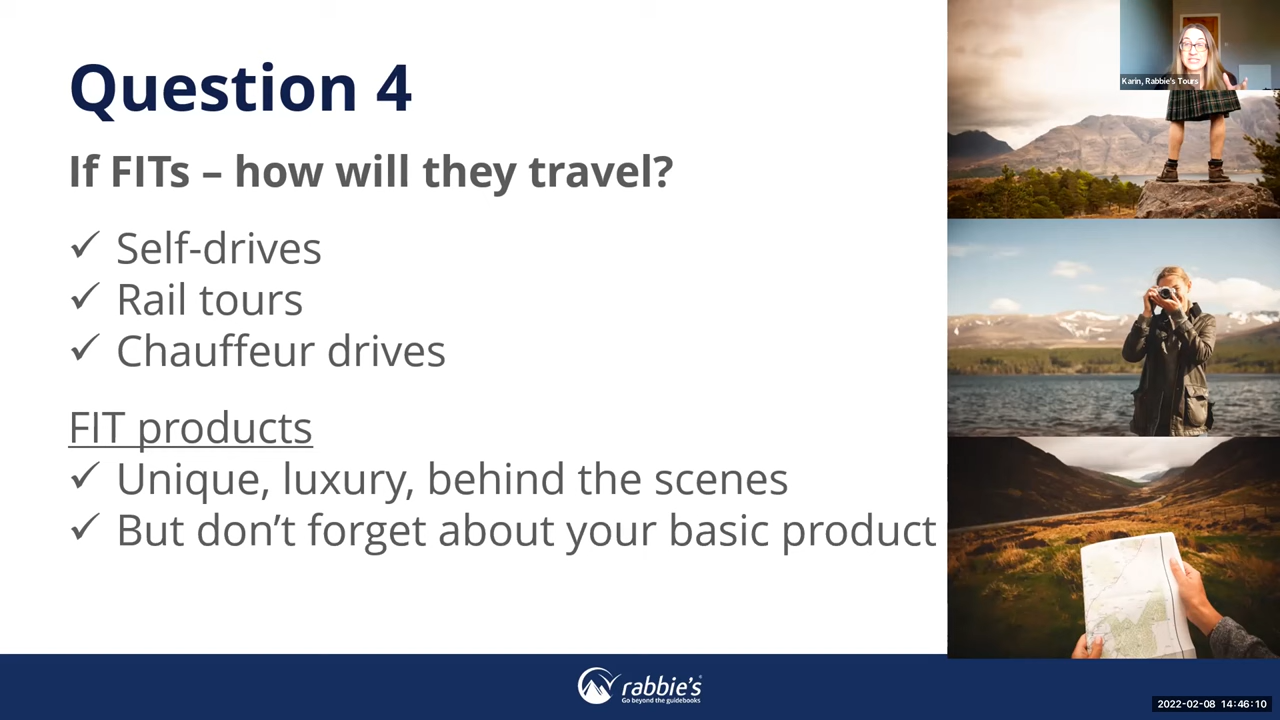 Question 4
If FITs – how will they travel?
✓ Self-drives
✓ Rail tours
✓ Chauffeur drives
FIT products
✓ Unique, luxury, behind the scenes
✓ But don't forget about your basic product
Karin, Rabbie's Tours
rabbie's
Go beyond the guidebooks
2022-02-08 14:46:10